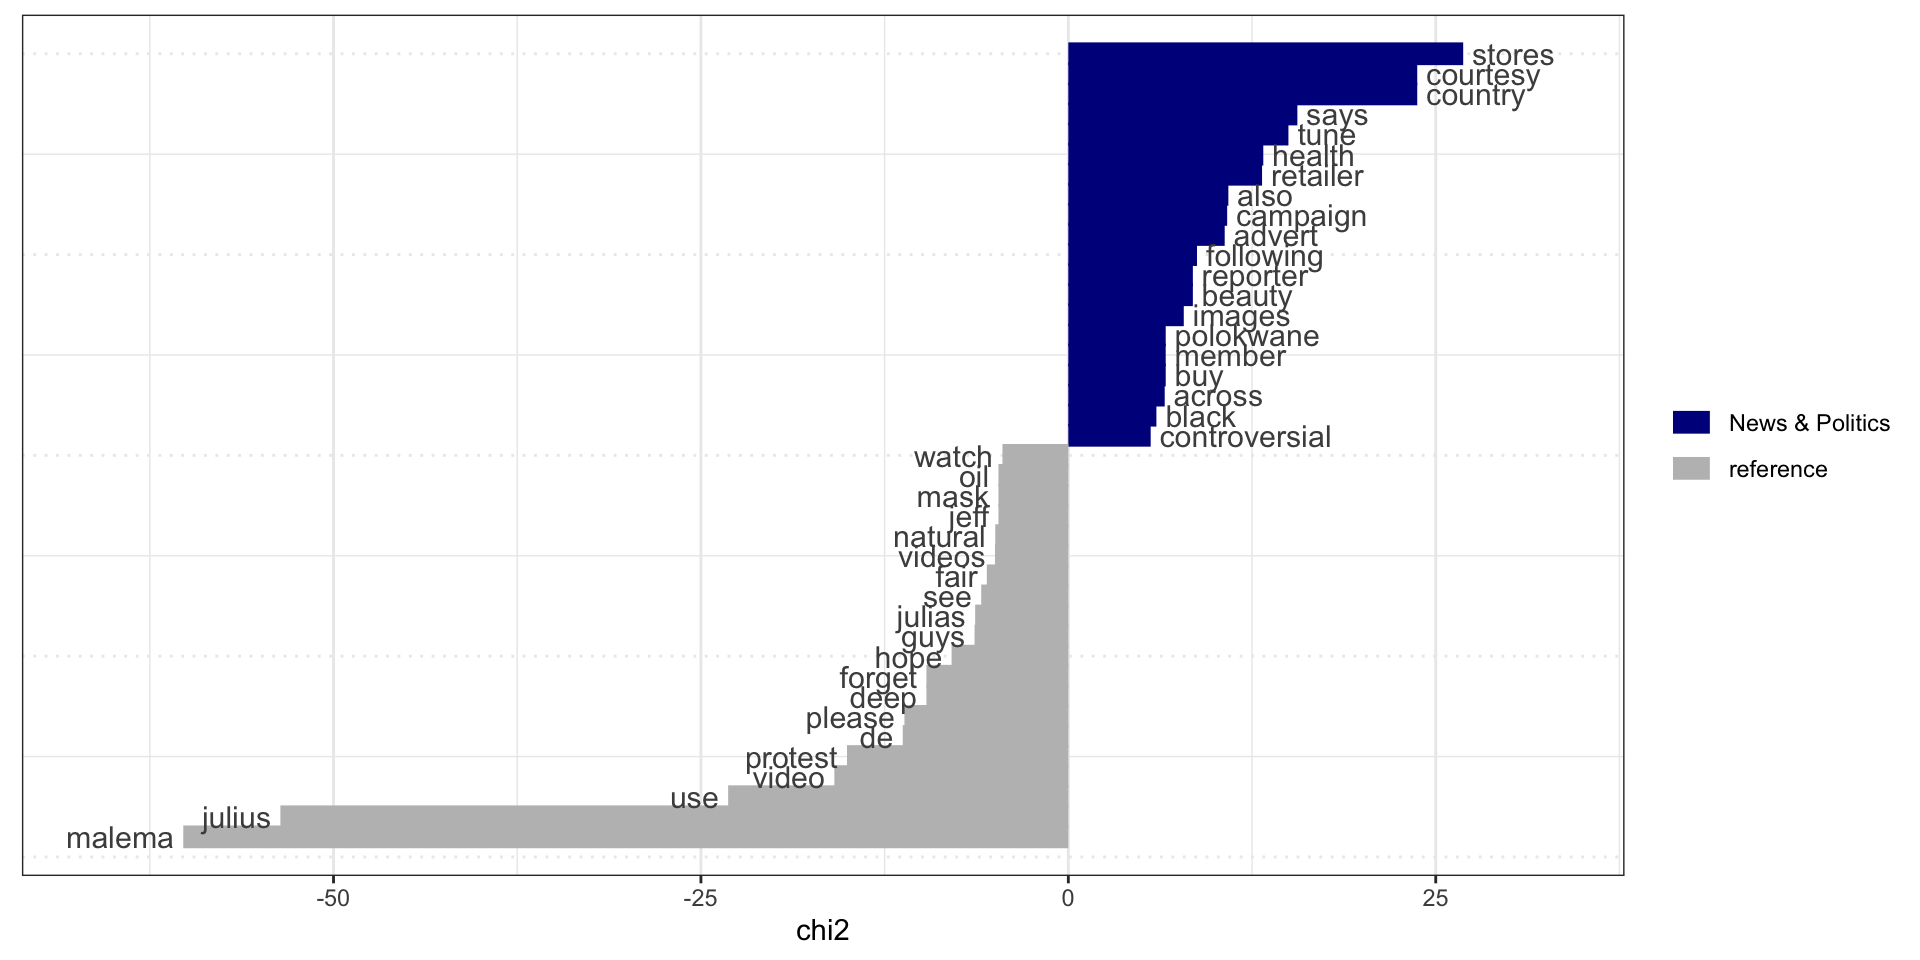 stores
courtesy
country
says
tune
health
retailer
also
campaign
advert
following
reporter
beauty
images
polokwane
member
buy
across
black
controversial
watch
oil
mask
jeff
natural
videos
fair
see
julias
guys
hope
forget
deep
please
de
protest
video
use
julius
malema
-50 -25 0 25
chi2
News & Politics
reference